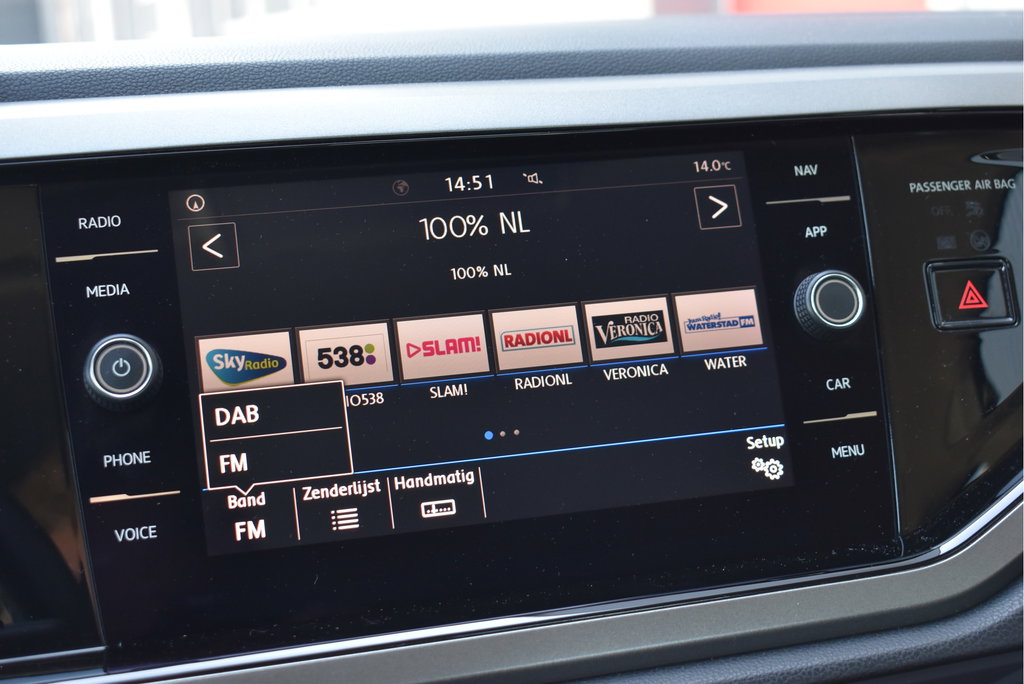 RADIO
MEDIA
PHONE
VOICE
14:51
14.0°C
<
100% NL
>
100% NL
Sky Radio
538
SLAM!
RADIONL
RADIO VERONICA
WATERSTAD FM
IO538
SLAM!
RADIONL
VERONICA
WATER
DAB
FM
Band
FM
Zenderlijst
Handmatig
Setup
NAV
APP
CAR
MENU
PASSENGER AIR BAG
OFF